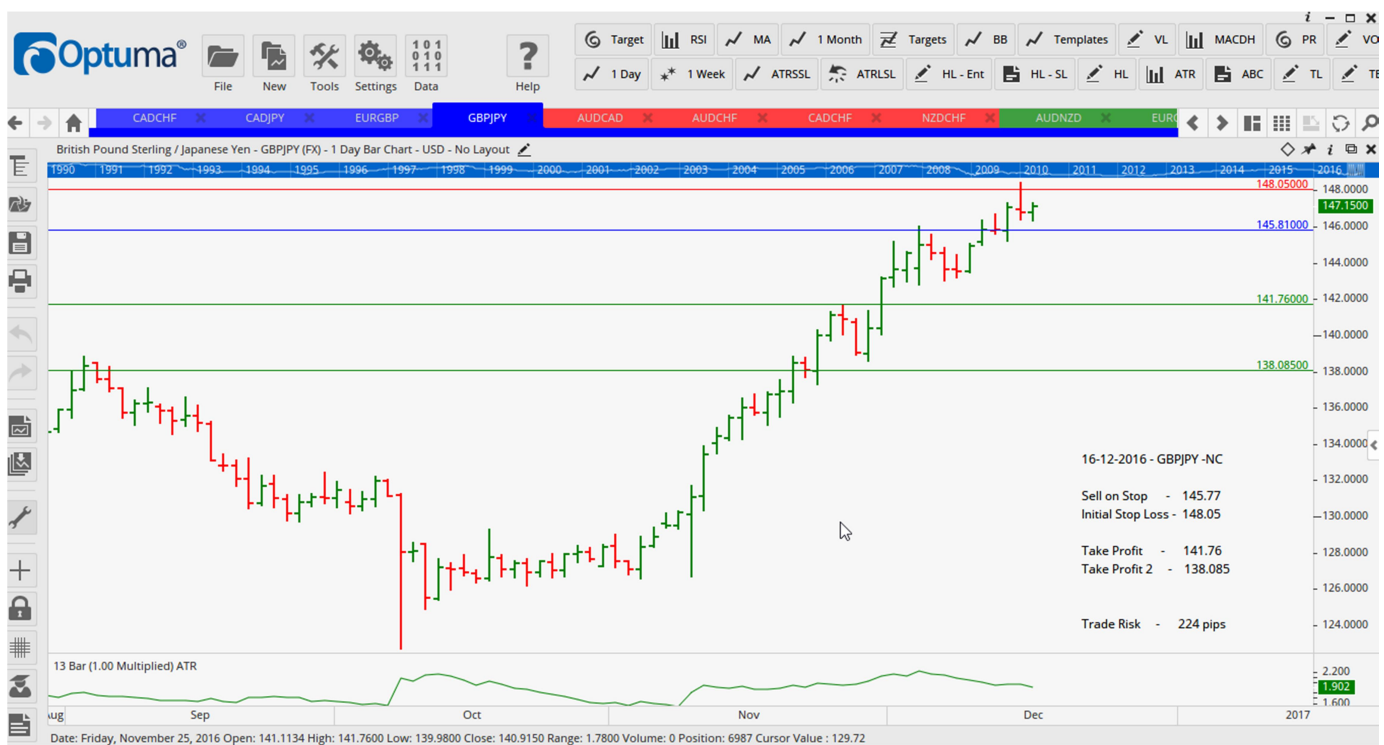 i
Optuma®
File
New
Tools
Settings
101
010
111
Data
?
Help
Target RSI MA 1 Month Targets BB Templates VL MACDH PR VO
1 Day 1 Week ATRSSL ATRLSL HL - Ent HL - SL HL ATR ABC TL TE
CADCHF CADJPY EURGBP GBPJPY AUDCAD AUDCHF CADCHF NZDCHF AUDNZD EURC
British Pound Sterling / Japanese Yen - GBPJPY (FX) - 1 Day Bar Chart - USD - No Layout
i
1990 1991 1992 1993 1994 1995 1996 1997 1998 1999 2000 2001 2002 2003 2004 2005 2006 2007 2008 2009 2010 2011 2012 2013 2014 2015 2016
148.05000
148.0000
147.1500
145.81000
146.0000
144.0000
141.76000
142.0000
140.0000
138.08500
138.0000
136.0000
134.0000
132.0000
130.0000
128.0000
126.0000
124.0000
16-12-2016 - GBPJPY -NC
Sell on Stop - 145.77
Initial Stop Loss - 148.05
Take Profit - 141.76
Take Profit 2 - 138.085
Trade Risk - 224 pips
13 Bar (1.00 Multiplied) ATR
2.200
1.902
1.600
Aug Sep Oct Nov Dec 2017
Date: Friday, November 25, 2016 Open: 141.1134 High: 141.7600 Low: 139.9800 Close: 140.9150 Range: 1.7800 Volume: 0 Position: 6987 Cursor Value : 129.72